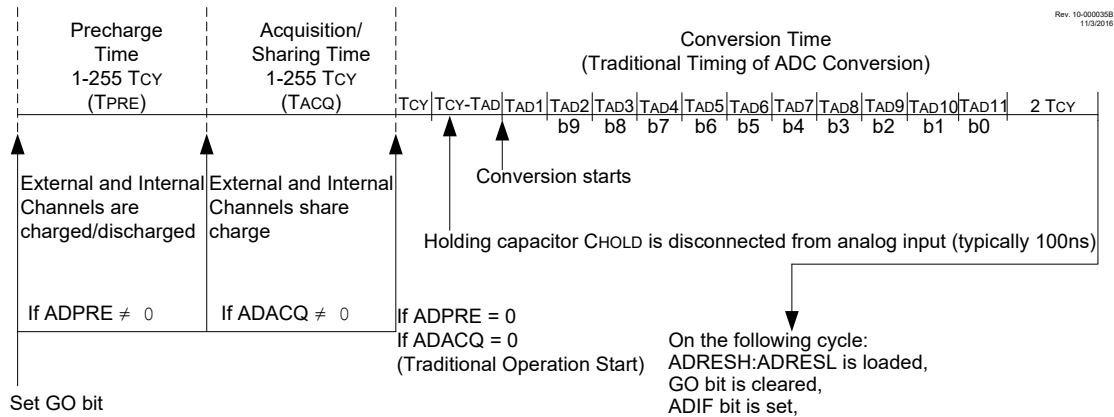 Rev. 10-000035B
11/3/2016
Precharge
Time
1-255 TCY
(TPRE)
Acquisition/
Sharing Time
1-255 TCY
(TACQ)
Conversion Time
(Traditional Timing of ADC Conversion)
TCY TCY-TAD TAD1 TAD2 TAD3 TAD4 TAD5 TAD6 TAD7 TAD8 TAD9 TAD10 TAD11 2 TCY
b9 b8 b7 b6 b5 b4 b3 b2 b1 b0
External and Internal
Channels are
charged/discharged
External and Internal
Channels share
charge
Conversion starts
Holding capacitor CHOLD is disconnected from analog input (typically 100ns)
If ADPRE ≠ 0
If ADACQ ≠ 0
If ADPRE = 0
If ADACQ = 0
(Traditional Operation Start)
Set GO bit
On the following cycle:
ADRESH:ADRESL is loaded,
GO bit is cleared,
ADIF bit is set,